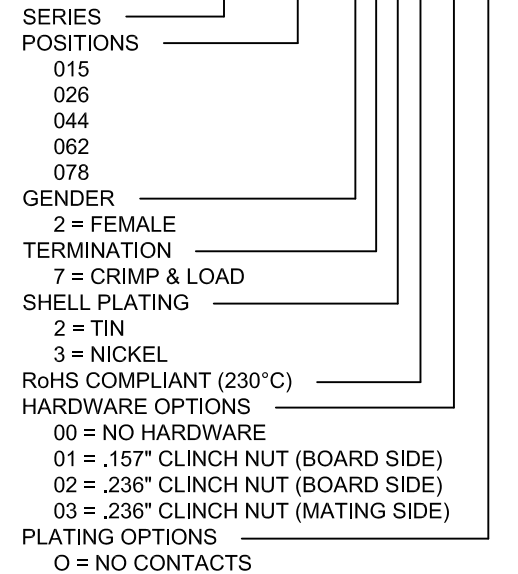 SERIES
POSITIONS
015
026
044
062
078
GENDER
2 = FEMALE
TERMINATION
7 = CRIMP & LOAD
SHELL PLATING
2 = TIN
3 = NICKEL
RoHS COMPLIANT (230°C)
HARDWARE OPTIONS
00 = NO HARDWARE
01 = .157" CLINCH NUT (BOARD SIDE)
02 = .236" CLINCH NUT (BOARD SIDE)
03 = .236" CLINCH NUT (MATING SIDE)
PLATING OPTIONS
O = NO CONTACTS